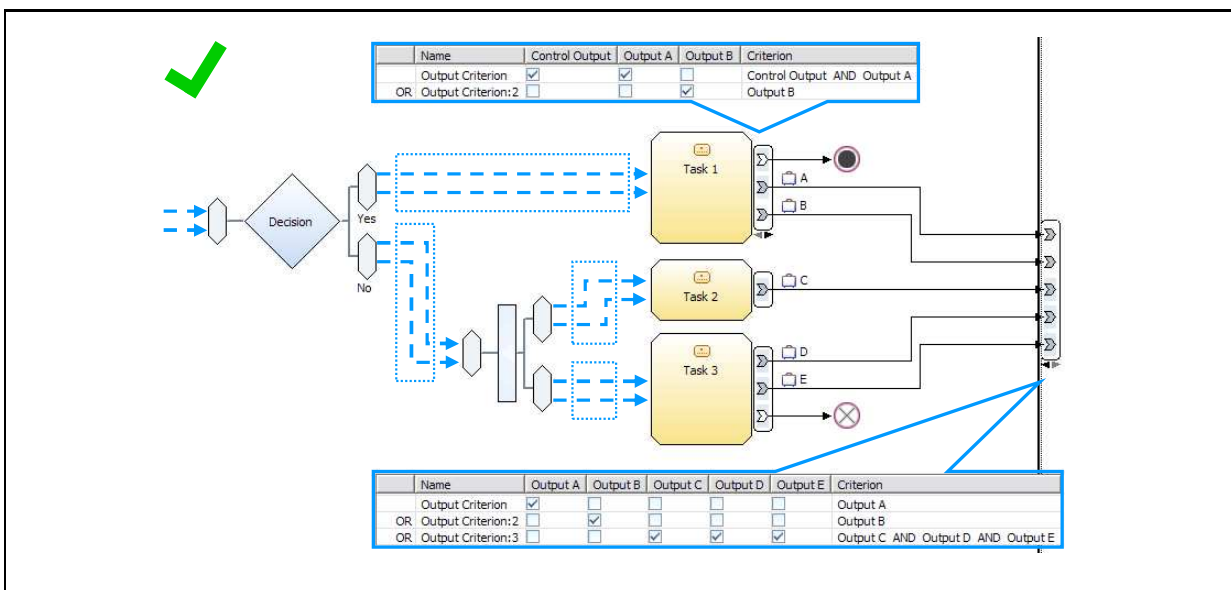 Name Control Output Output A Output B Criterion
Output Criterion Control Output AND Output A
OR Output Criterion:2 Output B
Task 1
A
B
Decision
Yes
No
Task 2
C
Task 3
D
E
Name Output A Output B Output C Output D Output E Criterion
Output Criterion Output A
OR Output Criterion:2 Output B
OR Output Criterion:3 Output C AND Output D AND Output E